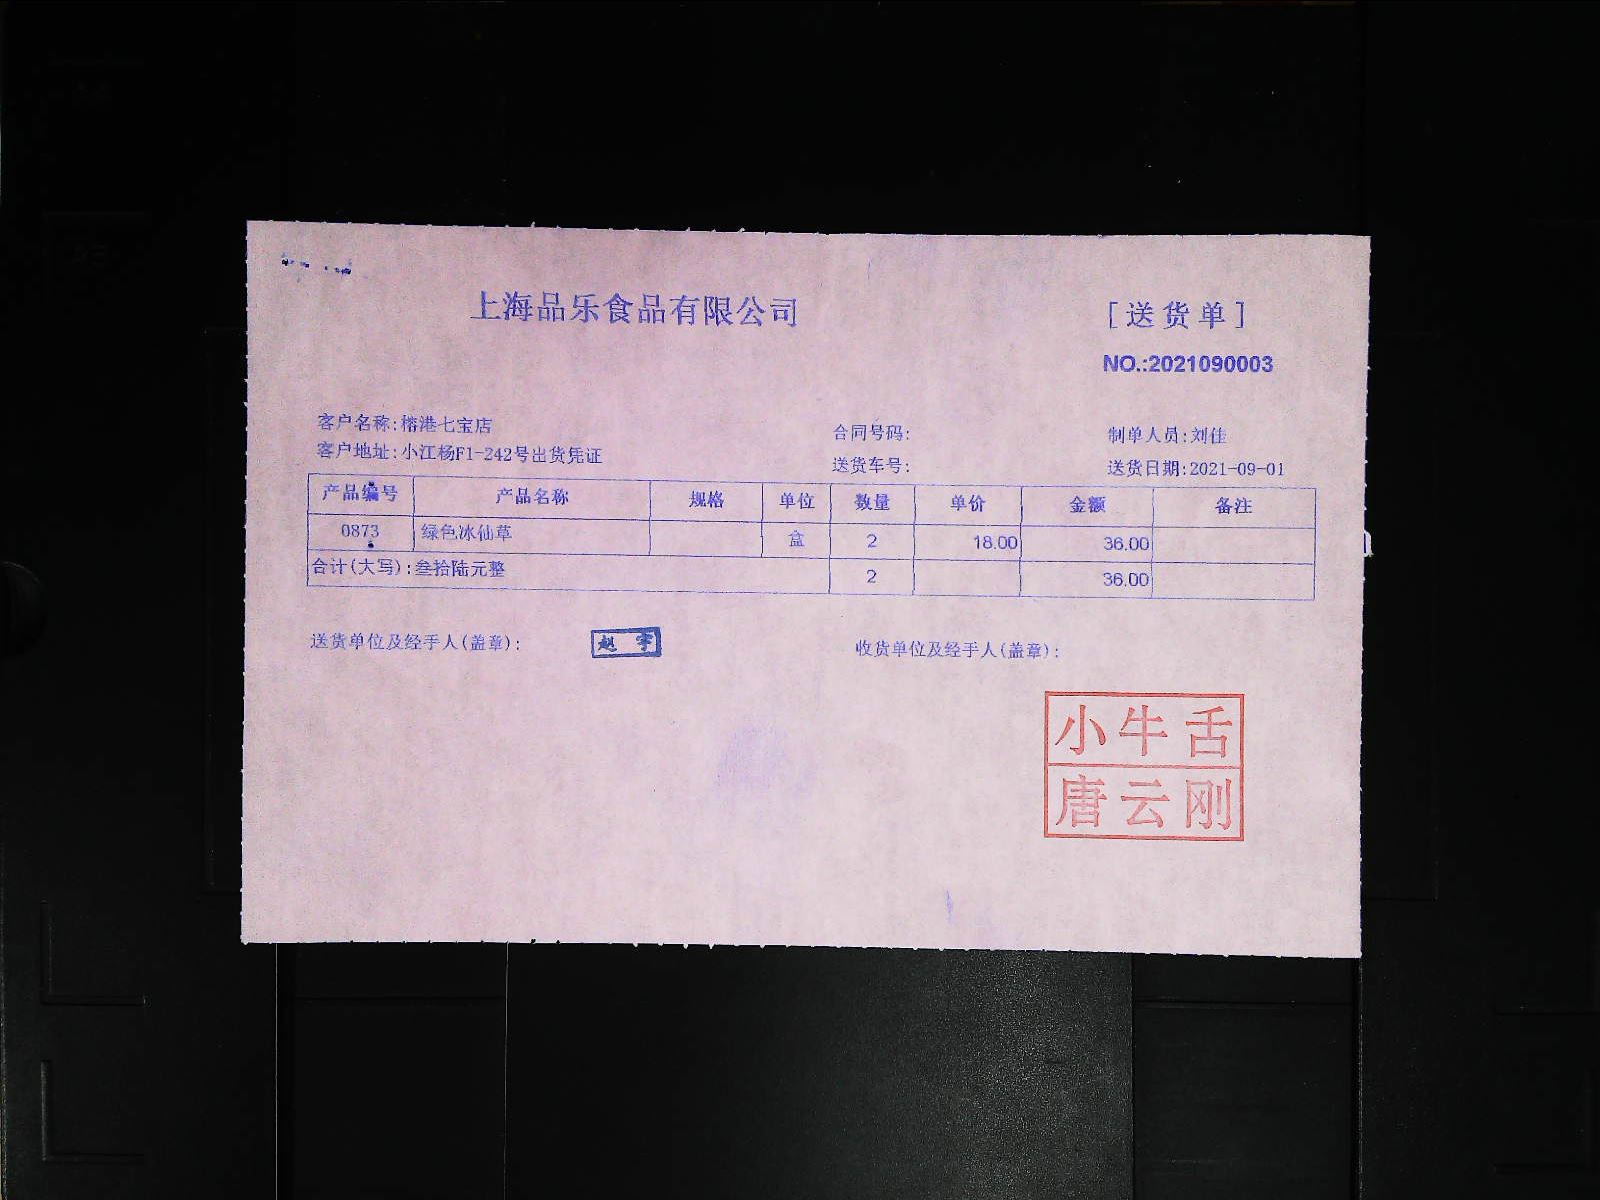 上海品乐食品有限公司
[送货单]
NO.:2021090003
客户名称:榕港七宝店
合同号码:
制单人员:刘佳
客户地址:小江杨F1-242号出货凭证
送货车号:
送货日期:2021-09-01
产品编号 产品名称 规格 单位 数量 单价 金额 备注
0873 绿色冰仙草 盒 2 18.00 36.00
合计(大写):叁拾陆元整 2 36.00
送货单位及经手人(盖章):
赵宇
收货单位及经手人(盖章):
小牛舌
唐云刚